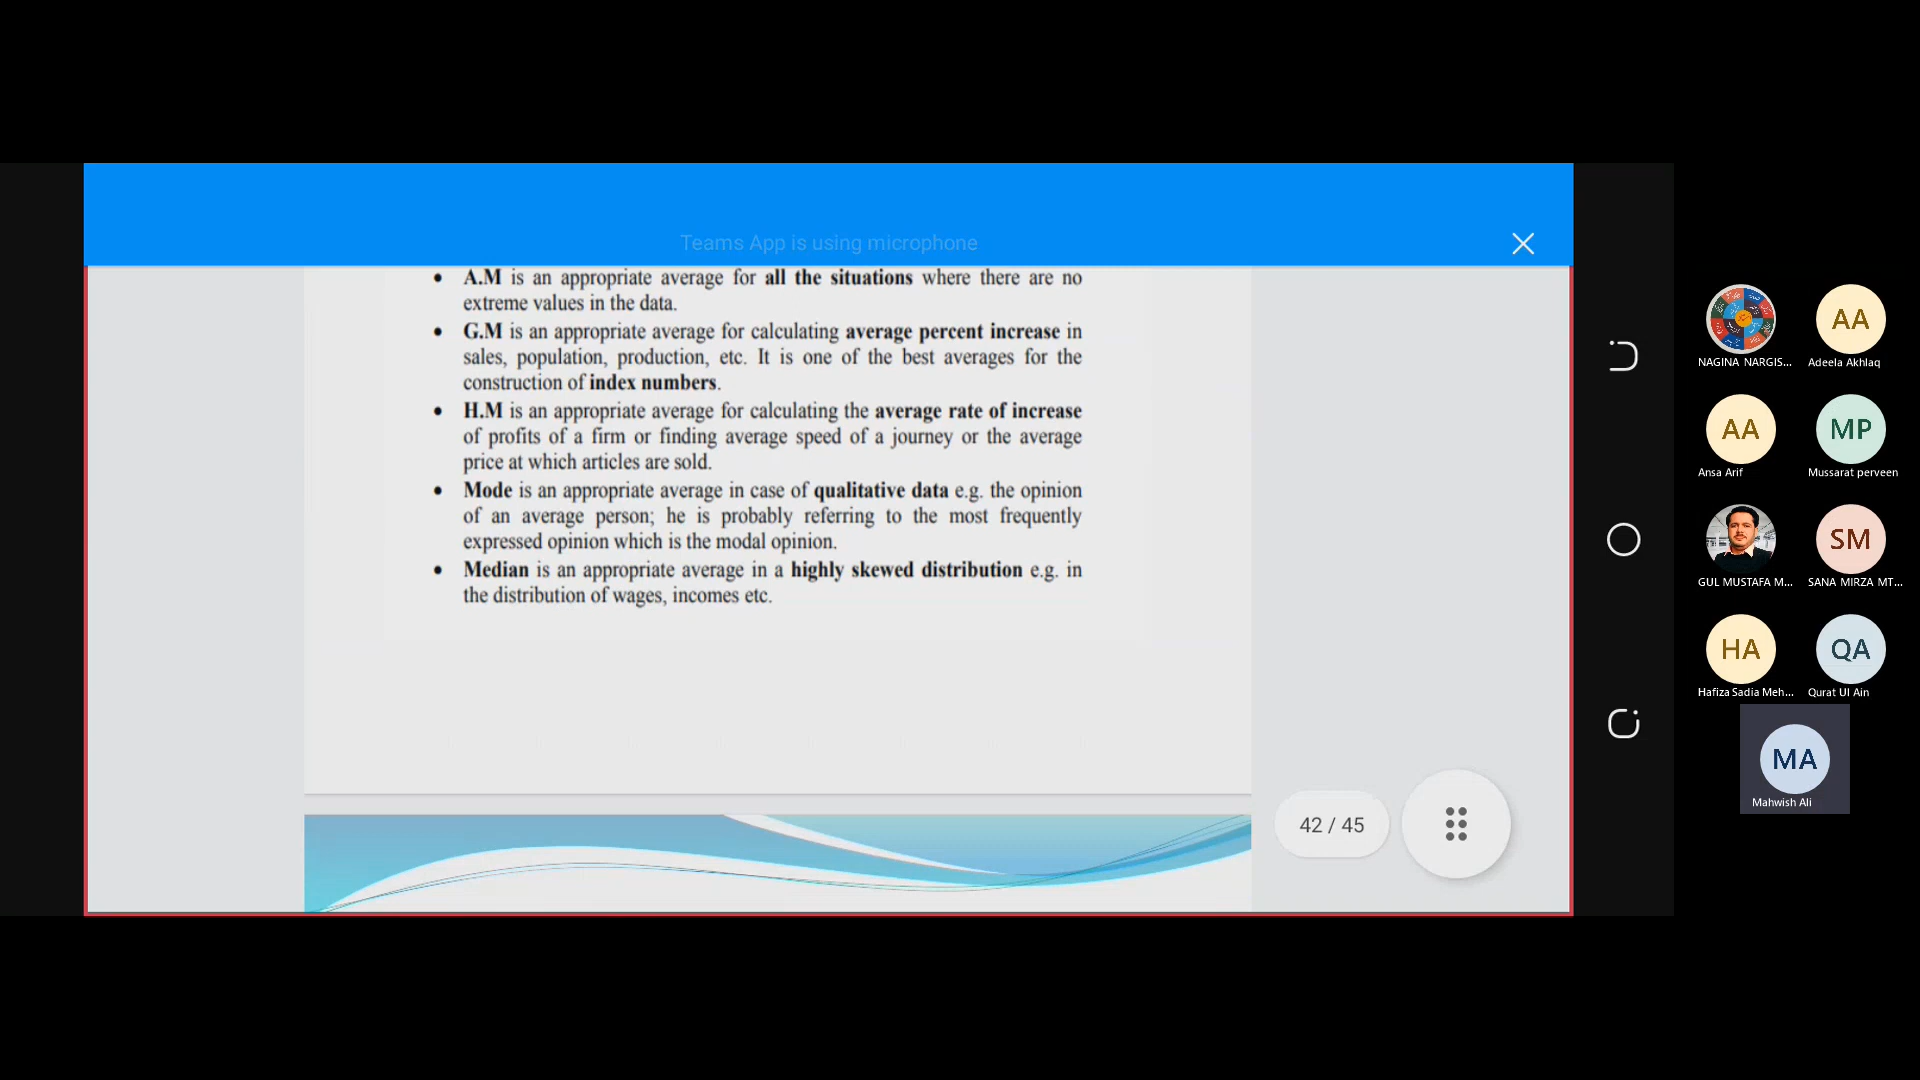 Teams App is using microphone
• A.M is an appropriate average for all the situations where there are no
extreme values in the data.
• G.M is an appropriate average for calculating average percent increase in
sales, population, production, etc. It is one of the best averages for the
construction of index numbers.
• H.M is an appropriate average for calculating the average rate of increase
of profits of a firm or finding average speed of a journey or the average
price at which articles are sold.
• Mode is an appropriate average in case of qualitative data e.g. the opinion
of an average person; he is probably referring to the most frequently
expressed opinion which is the modal opinion.
• Median is an appropriate average in a highly skewed distribution e.g. in
the distribution of wages, incomes etc.
42 / 45
NAGINA NARGIS...
AA
Adeela Akhlaq
AA
Ansa Arif
MP
Mussarat perveen
GUL MUSTAFA M...
SM
SANA MIRZA MT...
HA
Hafiza Sadia Meh...
QA
Qurat Ul Ain
MA
Mahwish Ali